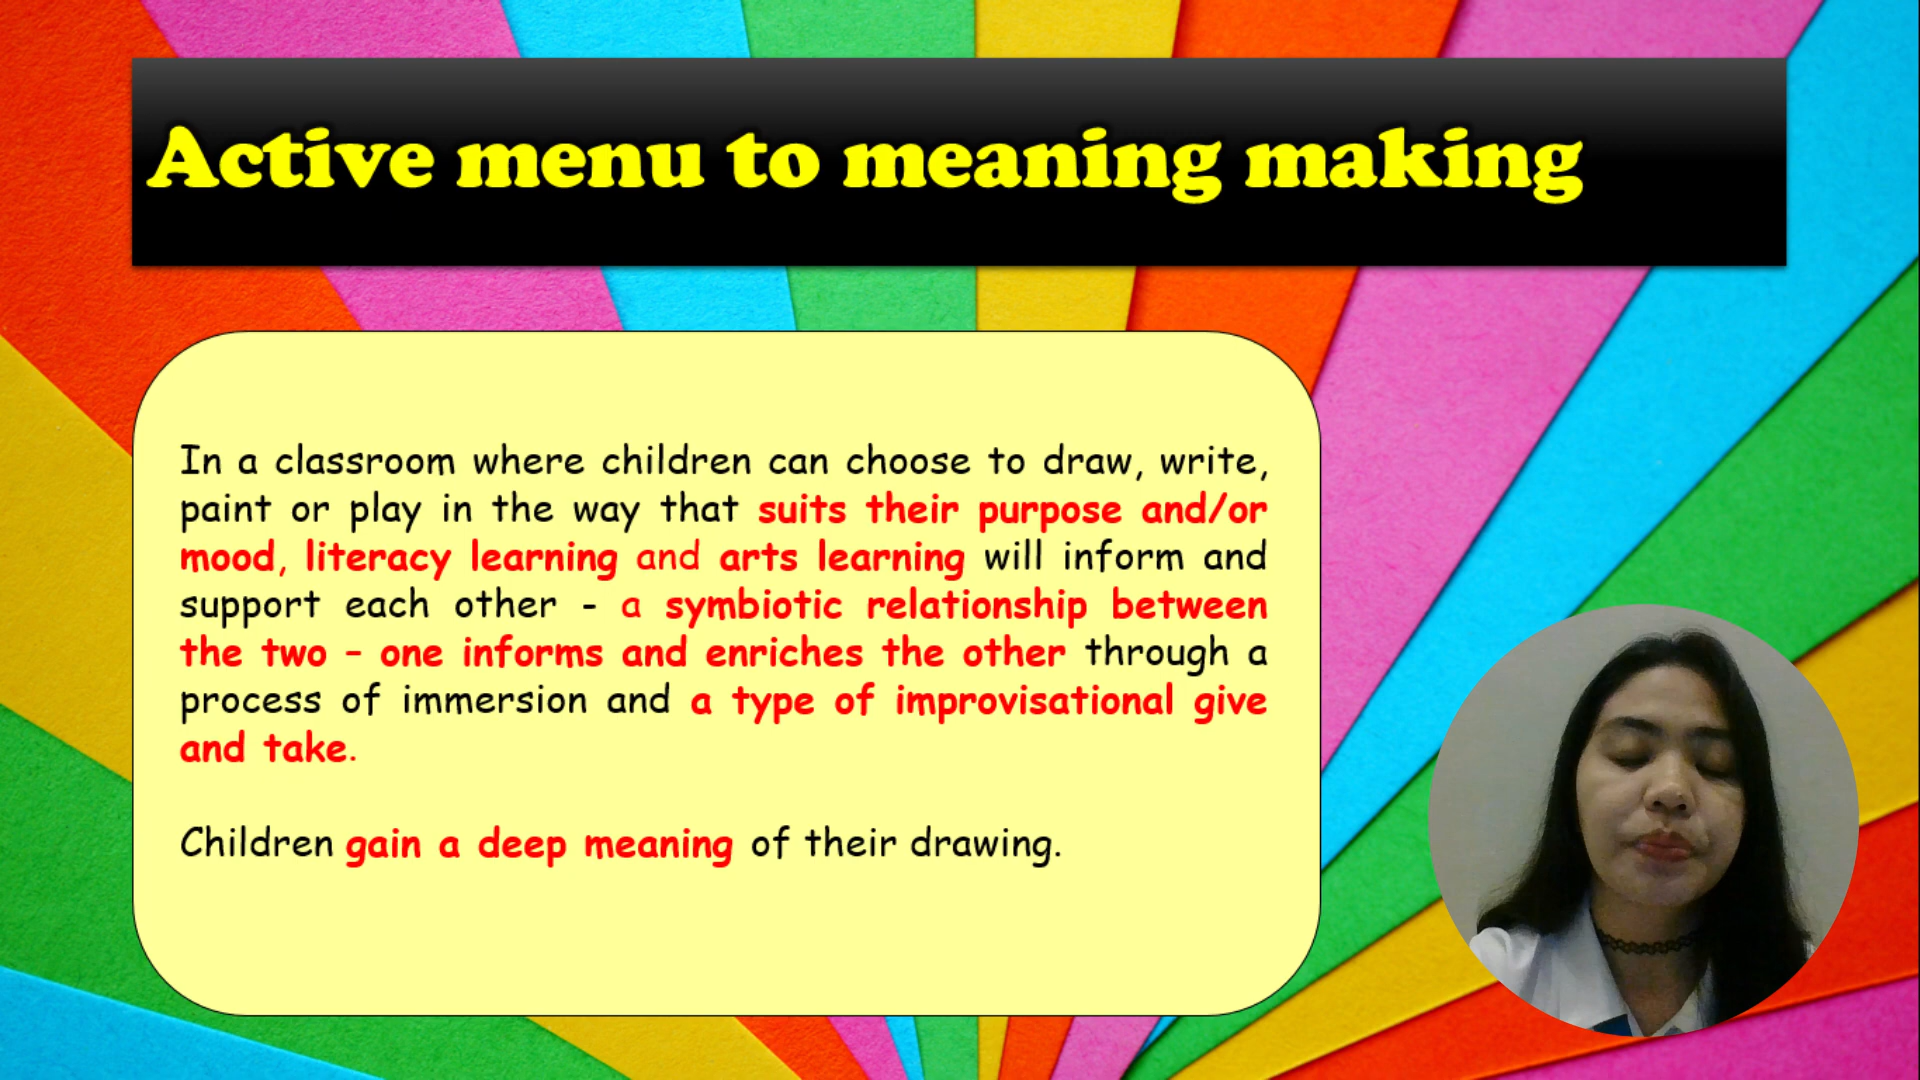 Active menu to meaning making
In a classroom where children can choose to draw, write,
paint or play in the way that suits their purpose and/or
mood, literacy learning and arts learning will inform and
support each other - a symbiotic relationship between
the two – one informs and enriches the other through a
process of immersion and a type of improvisational give
and take.
Children gain a deep meaning of their drawing.